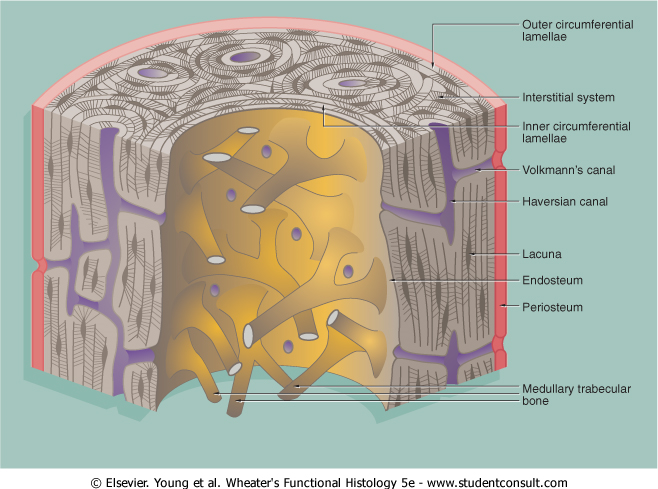 Outer circumferential
lamellae
Interstitial system
Inner circumferential
lamellae
Volkmann's canal
Haversian canal
Lacuna
Endosteum
Periosteum
Medullary trabecular
bone
© Elsevier. Young et al. Wheater's Functional Histology 5e - www.studentconsult.com